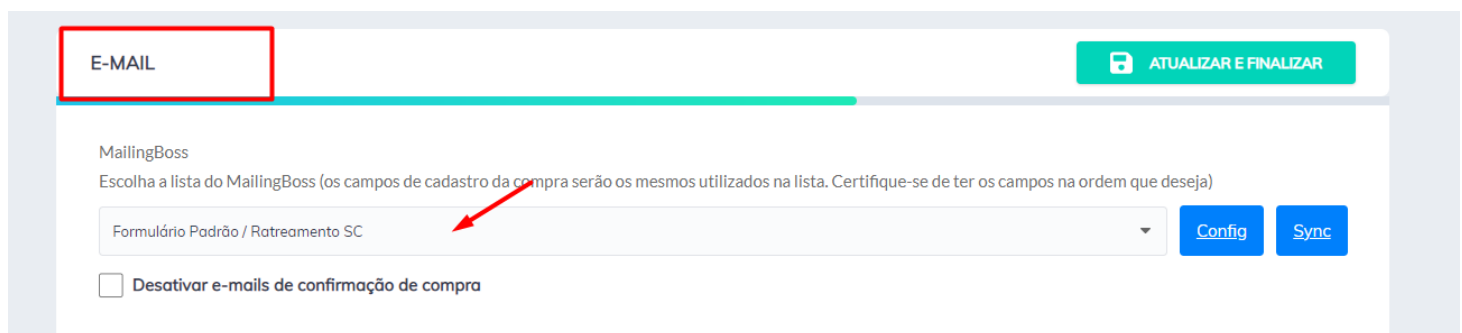 E-MAIL
ATUALIZAR E FINALIZAR
MailingBoss
Escolha a lista do MailingBoss (os campos de cadastro da compra serão os mesmos utilizados na lista. Certifique-se de ter os campos na ordem que deseja)
Formulário Padrão / Ratreamento SC
Config
Sync
Desativar e-mails de confirmação de compra